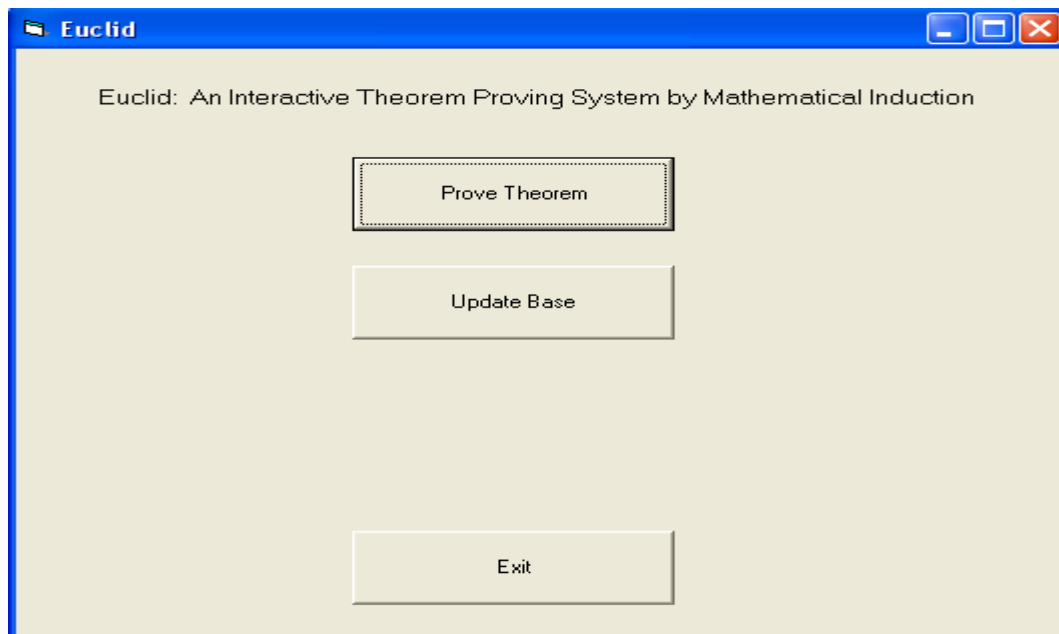 Euclid
Euclid: An Interactive Theorem Proving System by Mathematical Induction
Prove Theorem
Update Base
Exit